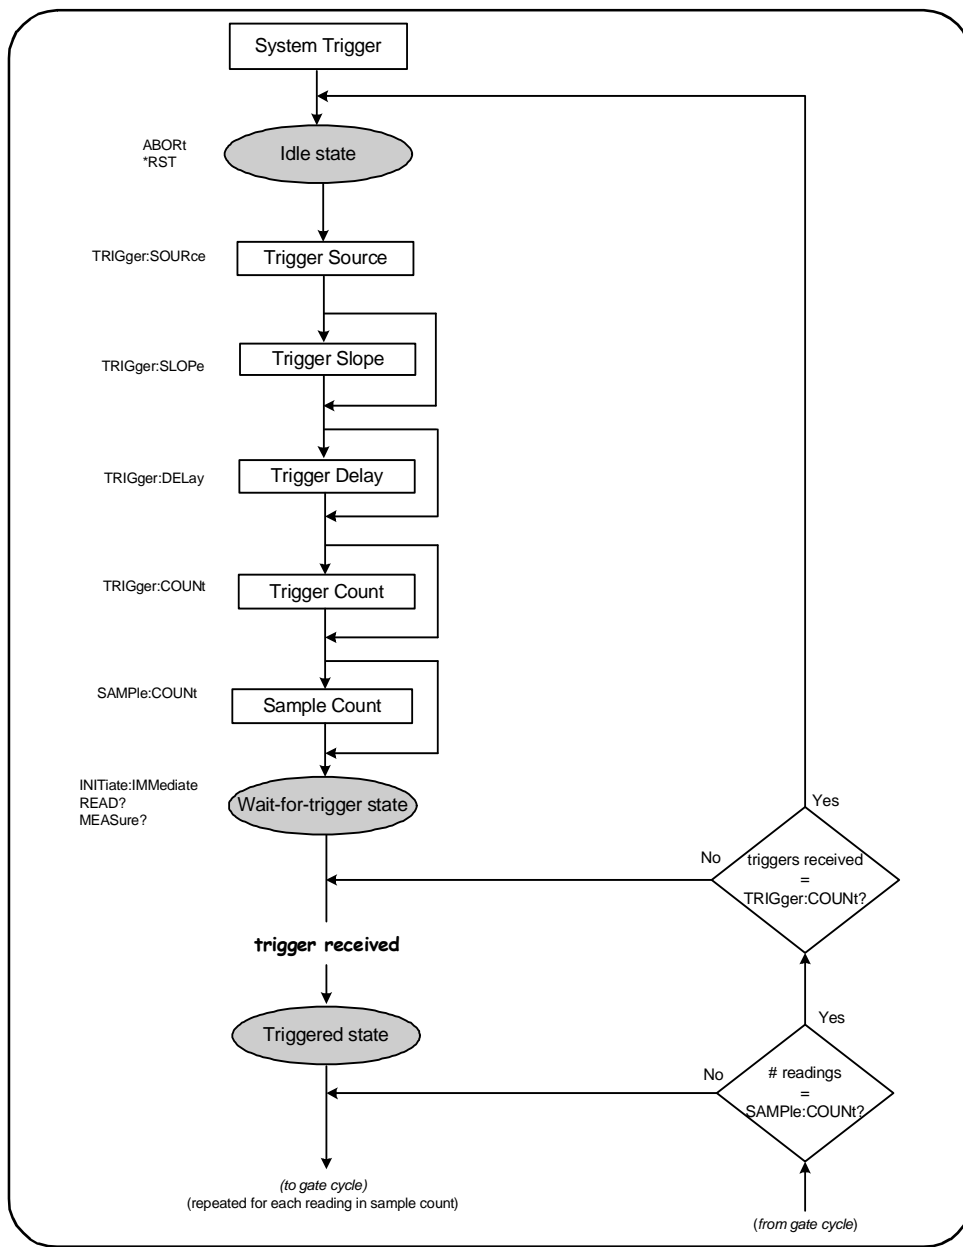 System Trigger
ABORt
*RST
Idle state
TRIGger:SOURce
Trigger Source
TRIGger:SLOPe
Trigger Slope
TRIGger:DELay
Trigger Delay
TRIGger:COUNt
Trigger Count
SAMPle:COUNt
Sample Count
INITiate:IMMediate
READ?
MEASure?
Wait-for-trigger state
Yes
No
triggers received
=
TRIGger:COUNt?
trigger received
Yes
Triggered state
No
# readings
=
SAMPle:COUNt?
(to gate cycle)
(repeated for each reading in sample count)
(from gate cycle)